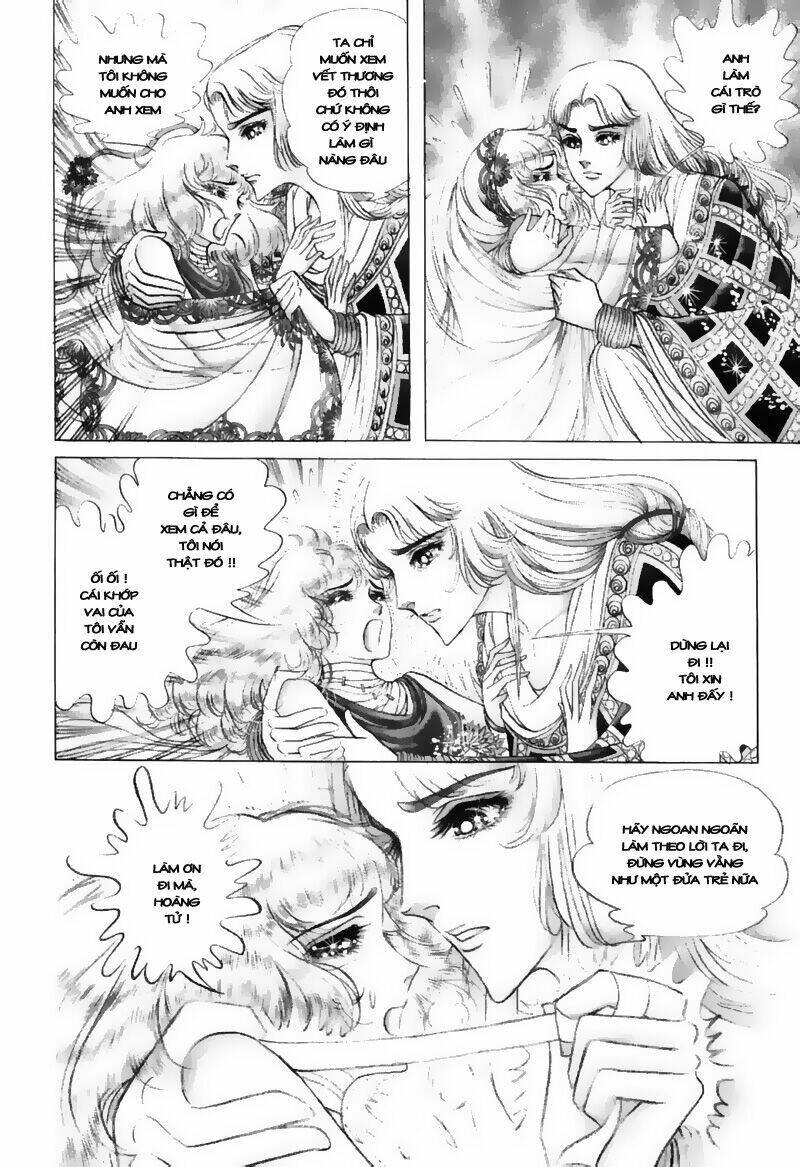 ANH
LÀM
CÁI TRÒ
GÌ THẾ?
TA CHỈ
MUỐN XEM
VẾT THƯƠNG
ĐÓ THÔI
CHỨ KHÔNG
CÓ Ý ĐỊNH
LÀM GÌ
NÀNG ĐÂU
NHƯNG MÀ
TÔI KHÔNG
MUỐN CHO
ANH XEM
DỪNG LẠI
ĐI !!
TÔI XIN
ANH ĐẤY !
CHẲNG CÓ
GÌ ĐỂ
XEM CẢ ĐÂU,
TÔI NÓI
THẬT ĐÓ !!
ỐI ỐI !
CÁI KHỚP
VAI CỦA
TÔI VẪN
CÒN ĐAU
HÃY NGOAN NGOÃN
LÀM THEO LỜI TA ĐI,
ĐỪNG VÙNG VẰNG
NHƯ MỘT ĐỨA TRẺ NỮA
LÀM ƠN
ĐI MÀ,
HOÀNG
TỬ !